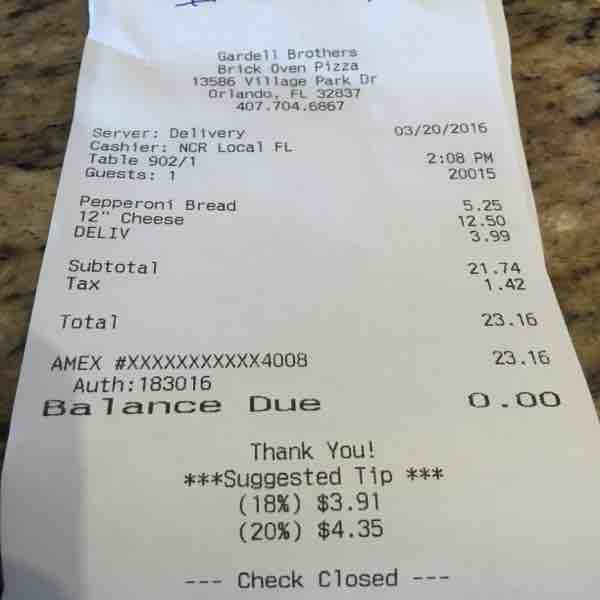 Gardell Brothers
Brick Oven Pizza
13586 Village Park Dr
Orlando, FL 32837
407.704.6867
Server: Delivery 03/20/2016
Cashier: NCR Local FL
Table 902/1 2:08 PM
Guests: 1 20015
Pepperoni Bread 5.25
12" Cheese 12.50
DELIV 3.99
Subtotal 21.74
Tax 1.42
Total 23.16
AMEX #XXXXXXXXXXX4008 23.16
Auth:183016
Balance Due 0.00
Thank You!
***Suggested Tip ***
(18%) $3.91
(20%) $4.35
--- Check Closed ---